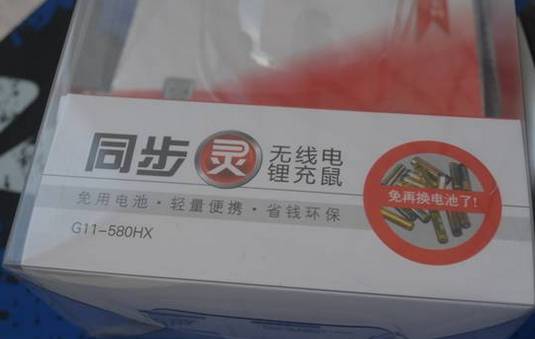 同步灵 无线电
锂充鼠
免用电池·轻量便携·省钱环保
免再换电池了!
G11-580HX